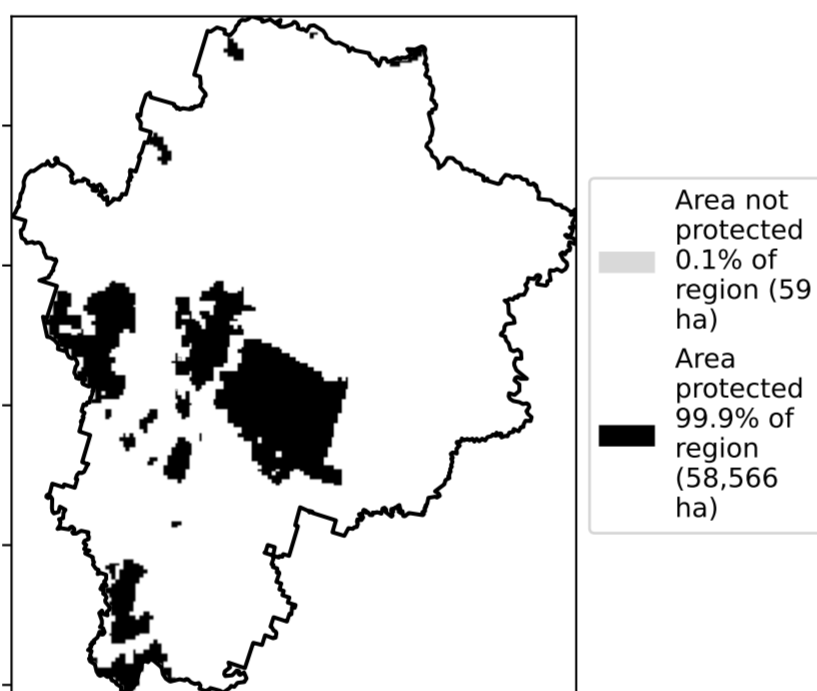 Area not
protected
0.1% of
region (59
ha)
Area
protected
99.9% of
region
(58,566
ha)